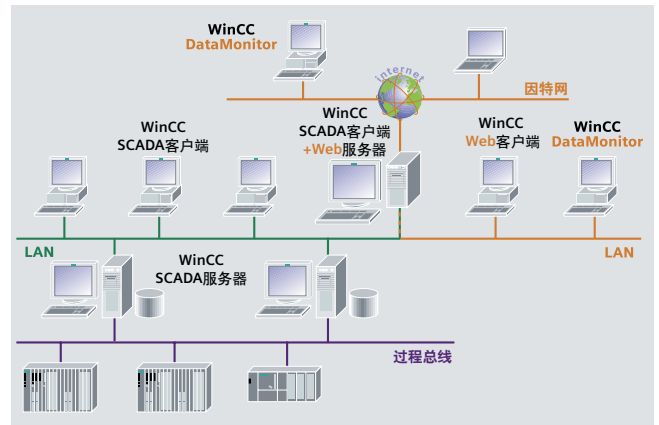 WinCC
DataMonitor
internet
因特网
WinCC
SCADA客户端
+Web服务器
WinCC
SCADA客户端
WinCC
Web客户端
WinCC
DataMonitor
LAN
LAN
WinCC
SCADA服务器
过程总线